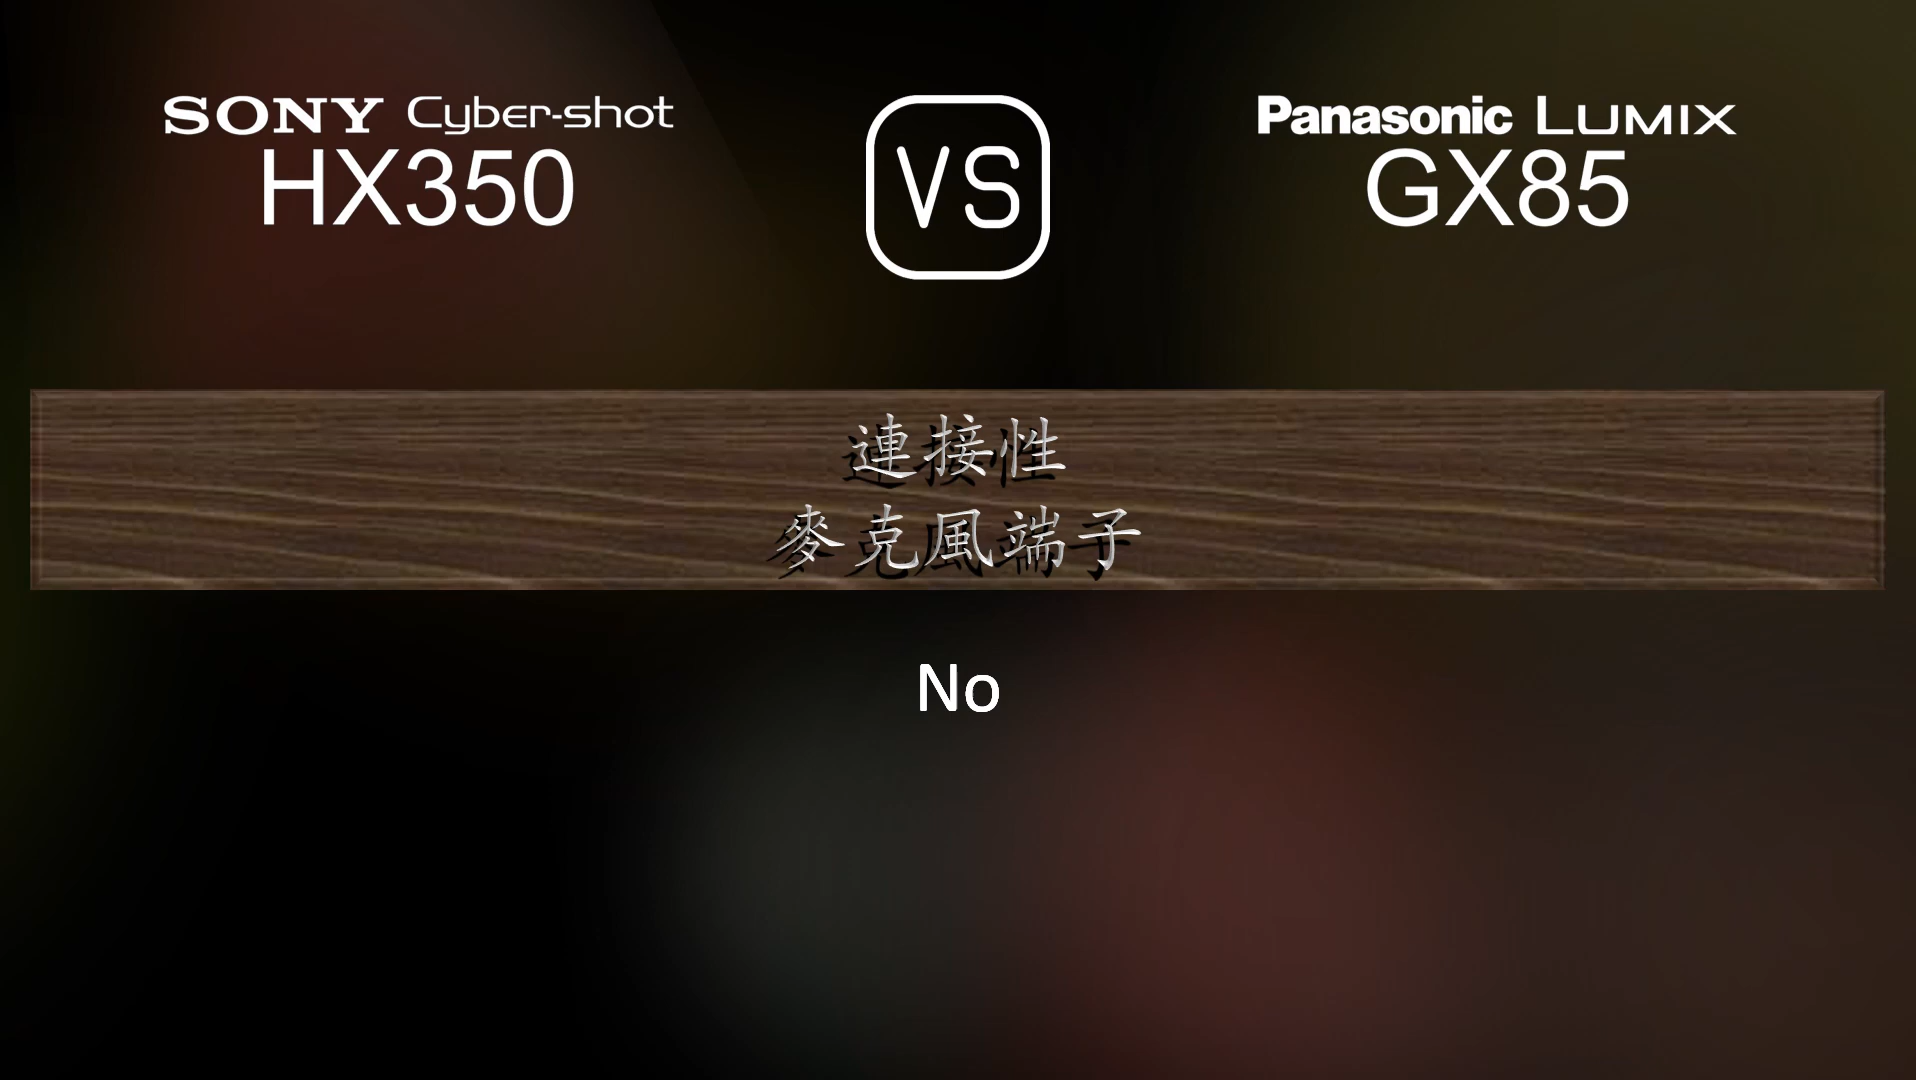 SONY Cyber-shot
HX350
VS
Panasonic LUMIX
GX85
連接性
麥克風端子
No